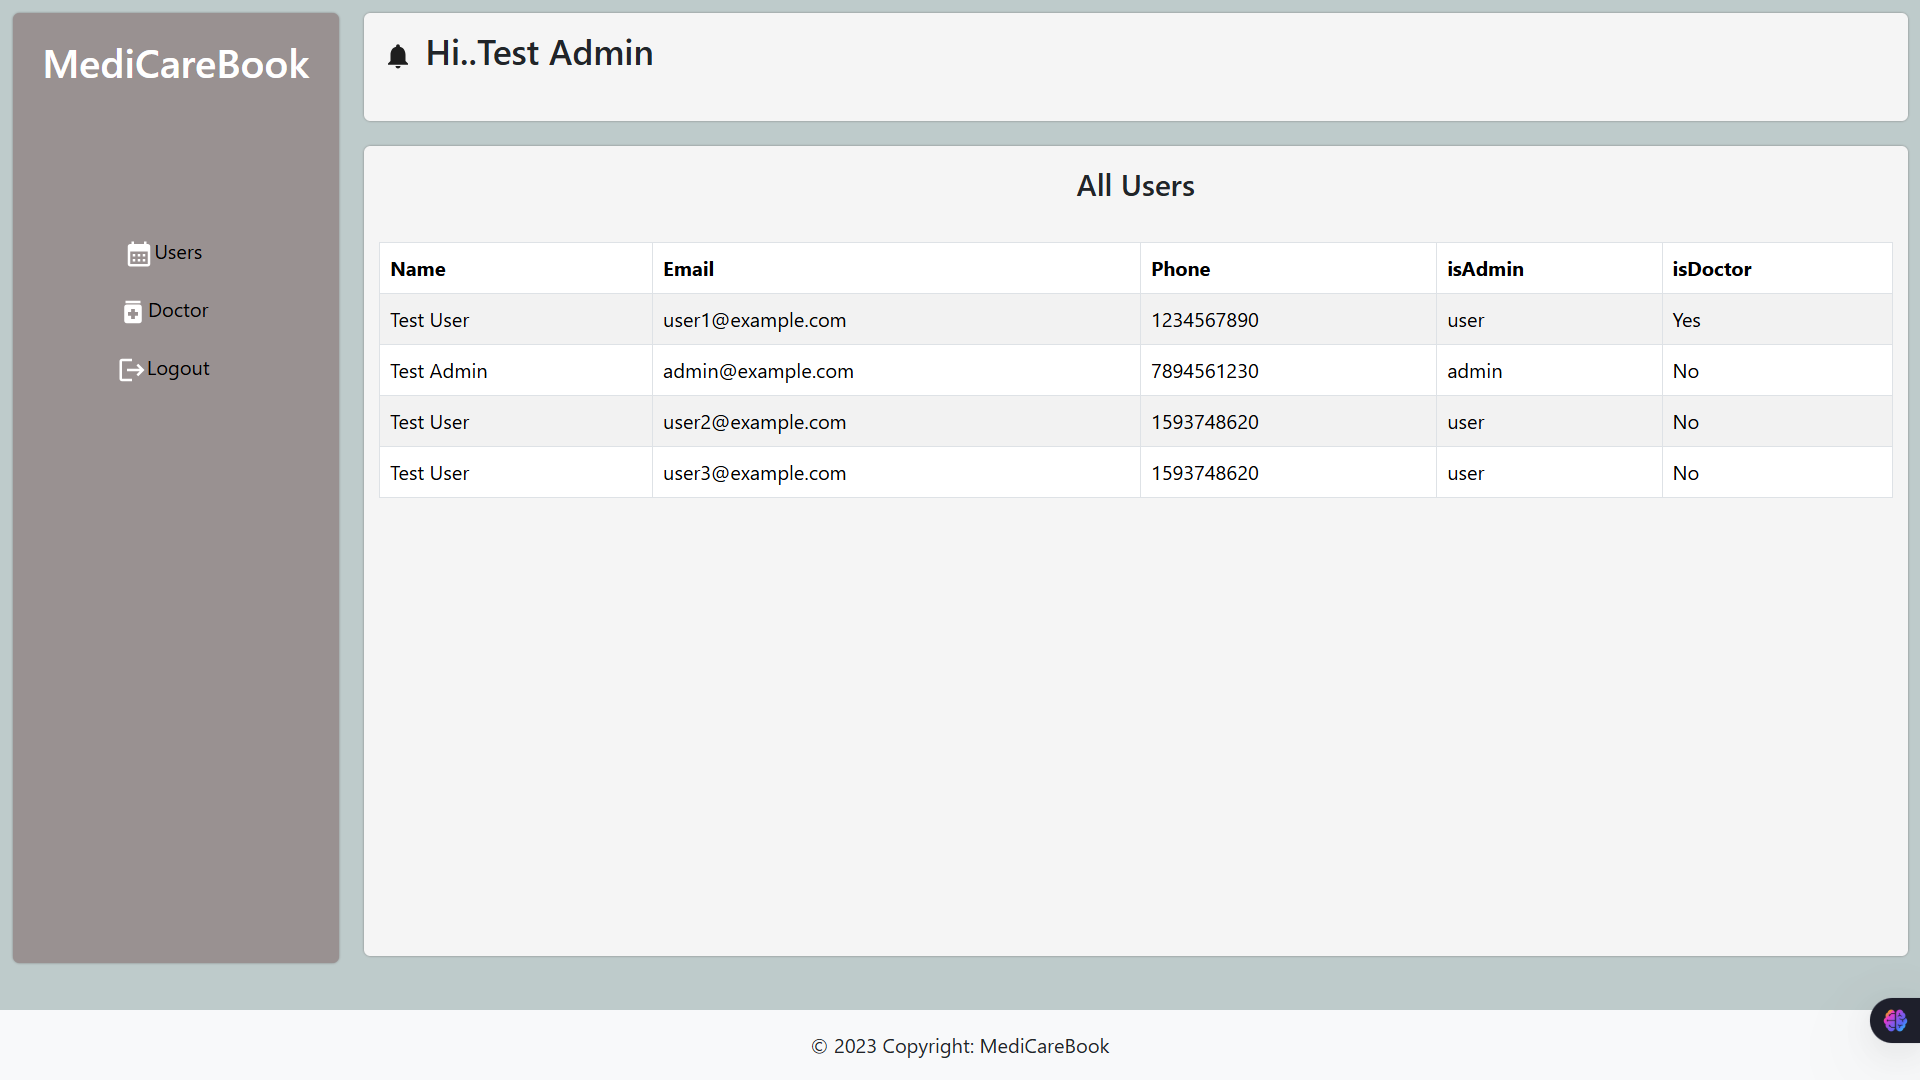 MediCareBook
Users
Doctor
Logout
Hi..Test Admin
All Users
Name Email Phone isAdmin isDoctor
Test User user1@example.com 1234567890 user Yes
Test Admin admin@example.com 7894561230 admin No
Test User user2@example.com 1593748620 user No
Test User user3@example.com 1593748620 user No
© 2023 Copyright: MediCareBook